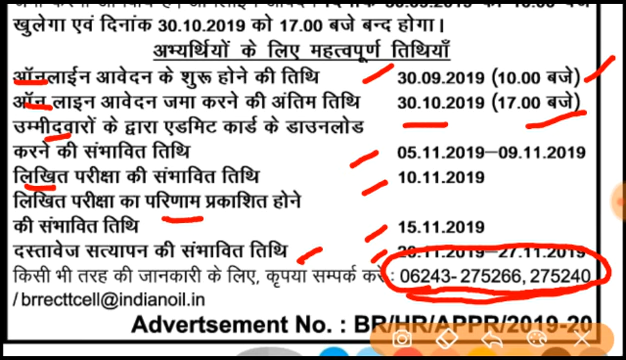 खुलेगा एवं दिनांक 30.10.2019 को 17.00 बजे बन्द होगा।
अभ्यर्थियों के लिए महत्वपूर्ण तिथियाँ
ऑनलाईन आवेदन के शुरू होने की तिथि 30.09.2019 (10.00 बजे)
ऑन लाइन आवेदन जमा करने की अंतिम तिथि 30.10.2019 (17.00 बजे)
उम्मीदवारों के द्वारा एडमिट कार्ड के डाउनलोड
करने की संभावित तिथि 05.11.2019–09.11.2019
लिखित परीक्षा की संभावित तिथि 10.11.2019
लिखित परीक्षा का परिणाम प्रकाशित होने
की संभावित तिथि 15.11.2019
दस्तावेज सत्यापन की संभावित तिथि 27.11.2019
किसी भी तरह की जानकारी के लिए, कृपया सम्पर्क करें: 06243- 275266, 275240
/ brrecttcell@indianoil.in
Advertsement No. : BR/HR/APPR/2019-20